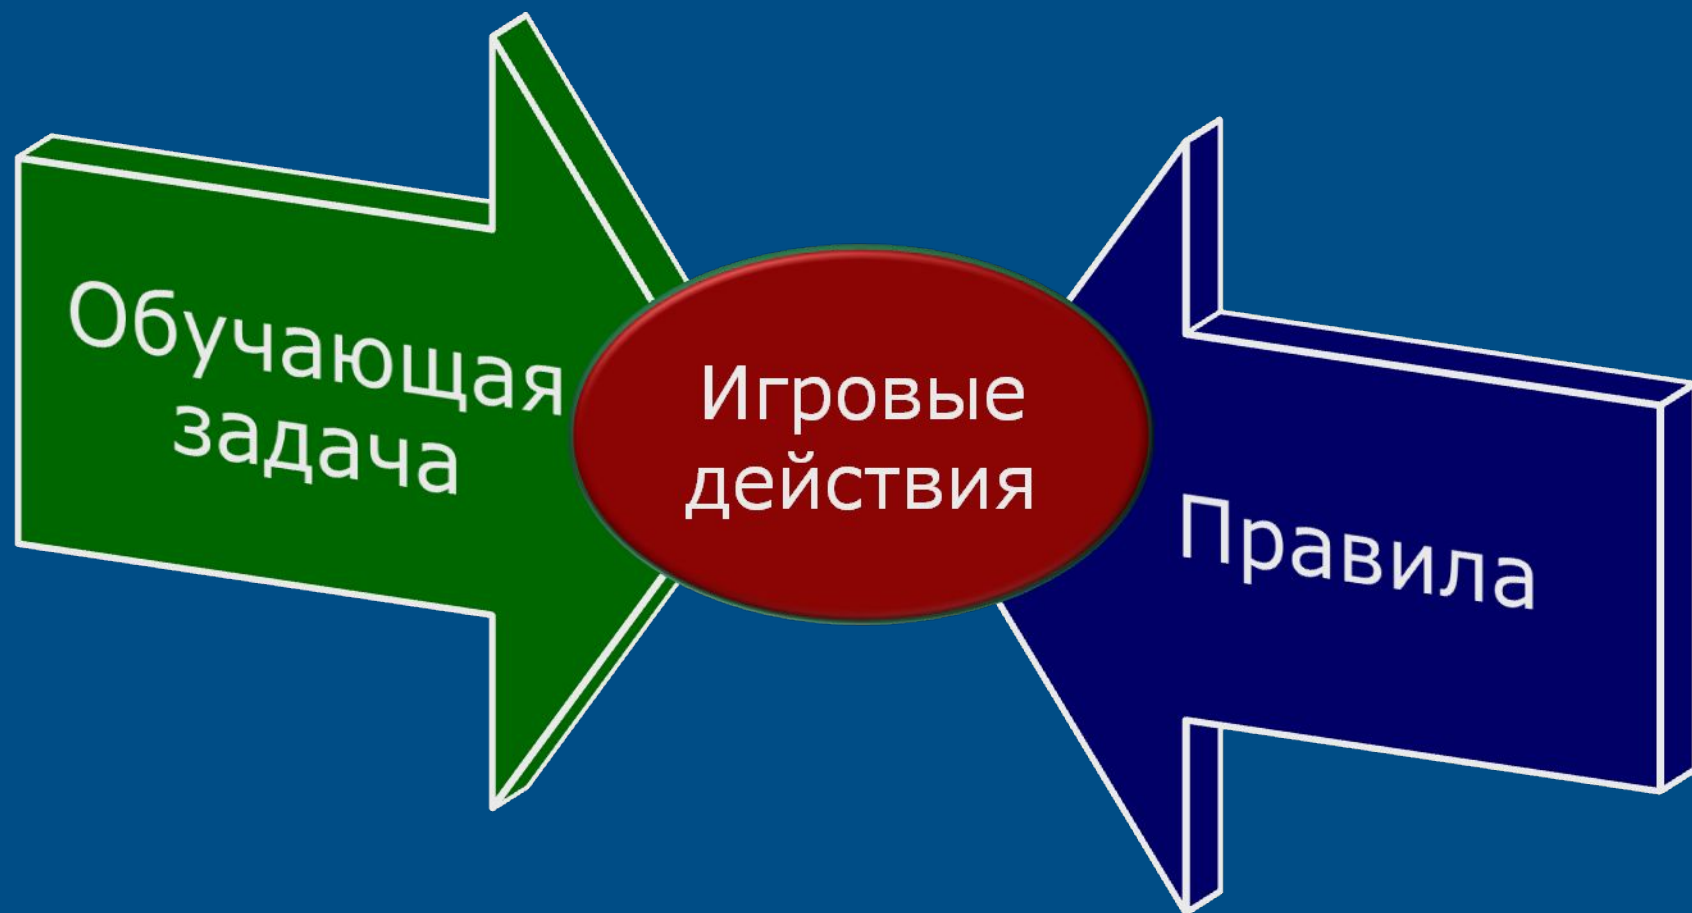 Обучающая
задача
Игровые
действия
Правила